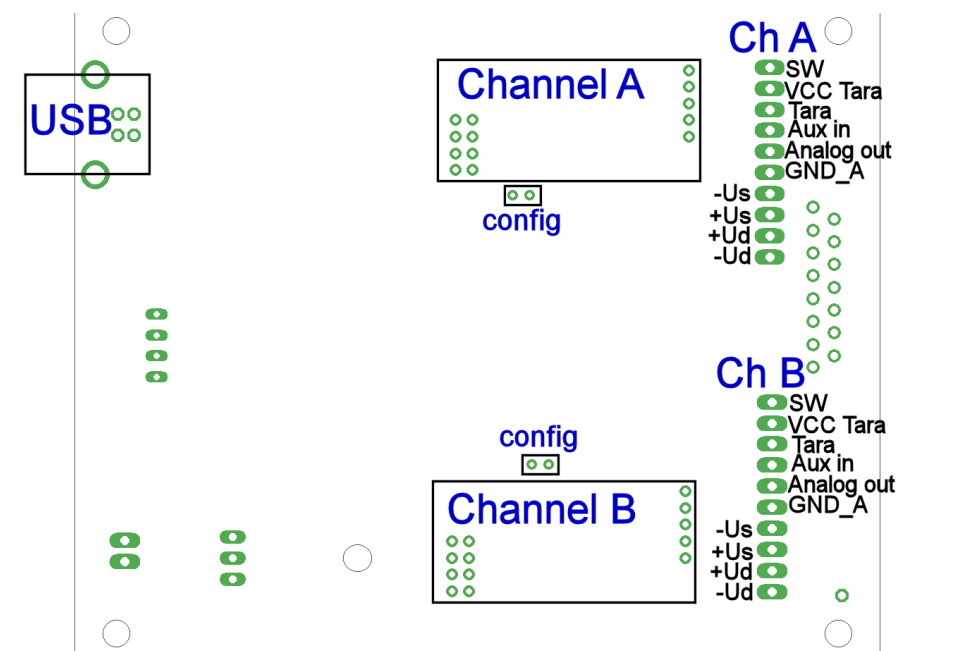 USB
Channel A
config
Ch A
SW
VCC Tara
Tara
Aux in
Analog out
GND_A
-Us
+Us
+Ud
-Ud
config
Channel B
Ch B
SW
VCC Tara
Tara
Aux in
Analog out
GND_A
-Us
+Us
+Ud
-Ud